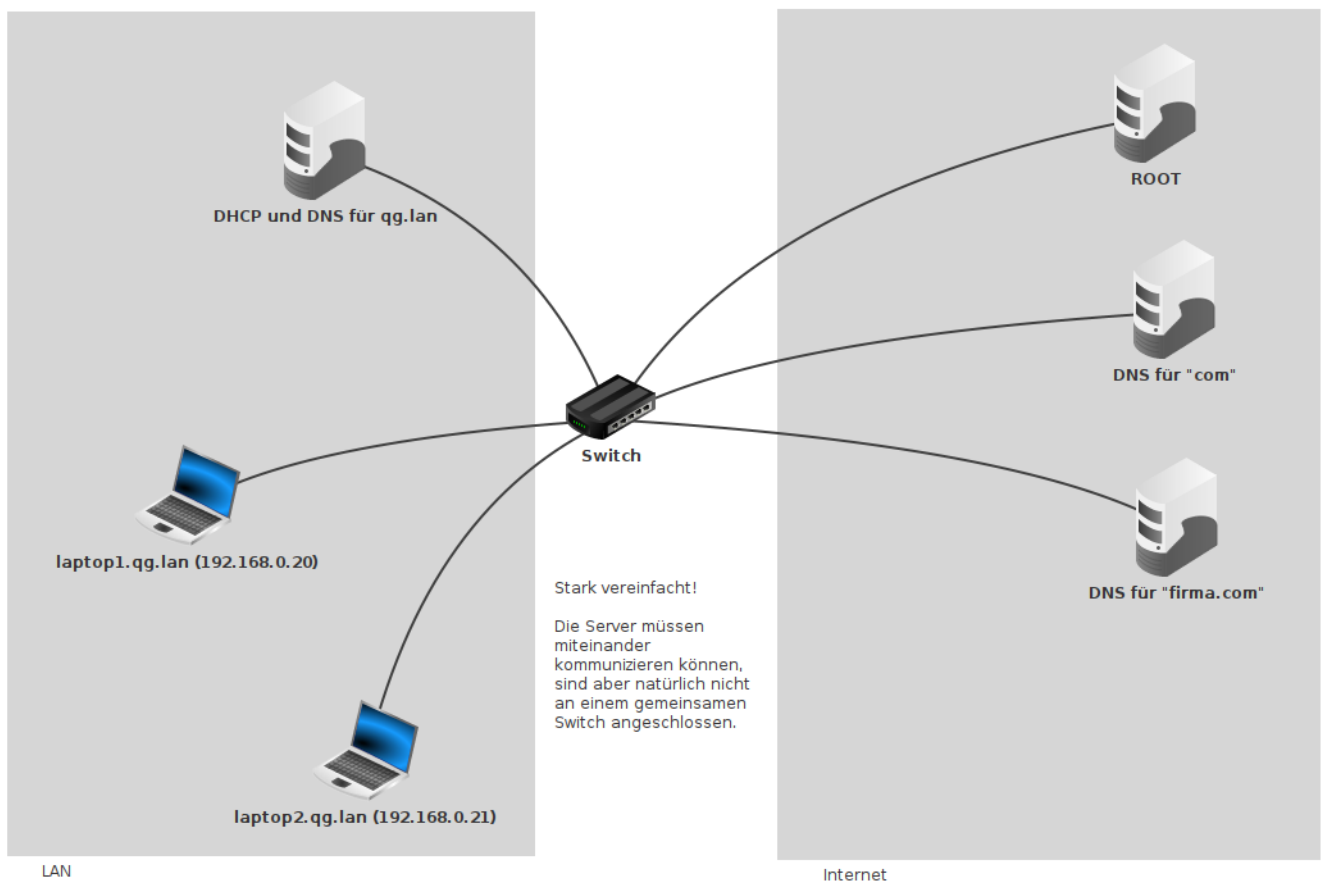 DHCP und DNS für qg.lan
ROOT
DNS für "com"
Switch
laptop1.qg.lan (192.168.0.20)
DNS für "firma.com"
Stark vereinfacht!
Die Server müssen
miteinander
kommunizieren können,
sind aber natürlich nicht
an einem gemeinsamen
Switch angeschlossen.
laptop2.qg.lan (192.168.0.21)
LAN
Internet